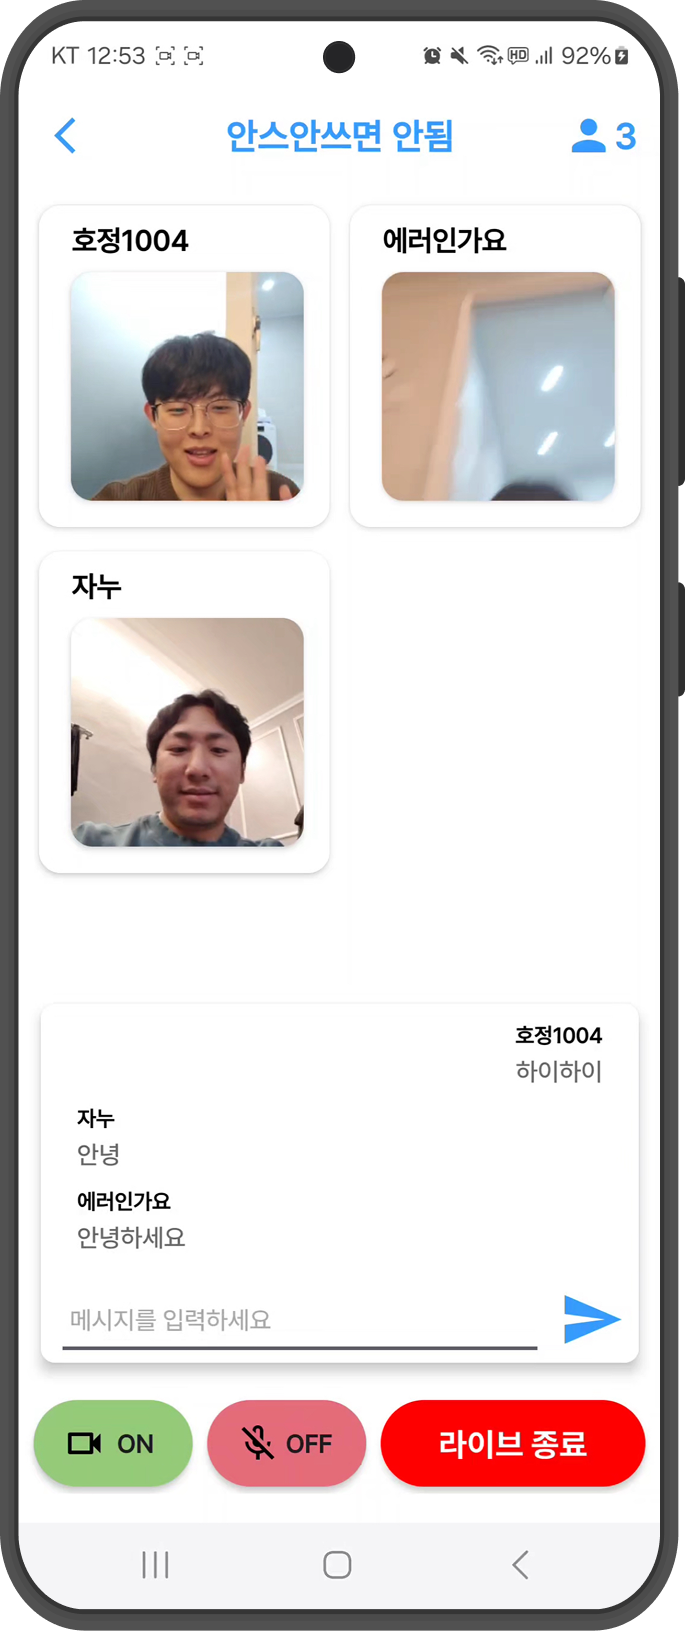 KT 12:53 HD 92%
안스안쓰면 안됨 3
호정1004
에러인가요
자누
호정1004
하이하이
자누
안녕
에러인가요
안녕하세요
메시지를 입력하세요
ON OFF 라이브 종료